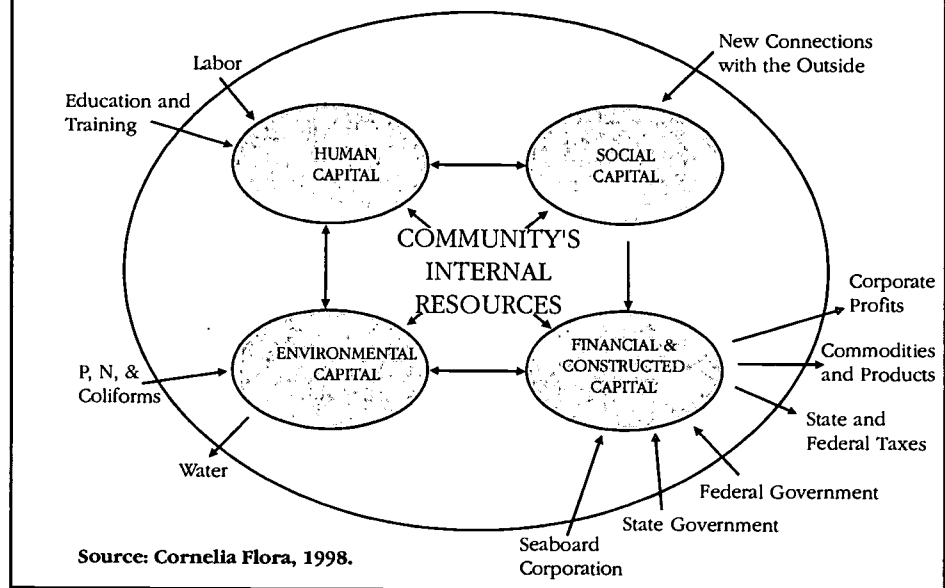 New Connections
with the Outside
Labor
Education and
Training
HUMAN
CAPITAL
SOCIAL
CAPITAL
COMMUNITY'S
INTERNAL
RESOURCES
ENVIRONMENTAL
CAPITAL
FINANCIAL &
CONSTRUCTED
CAPITAL
Corporate
Profits
Commodities
and Products
State and
Federal Taxes
P, N, &
Coliforms
Water
Federal Government
State Government
Seaboard
Corporation
Source: Cornelia Flora, 1998.